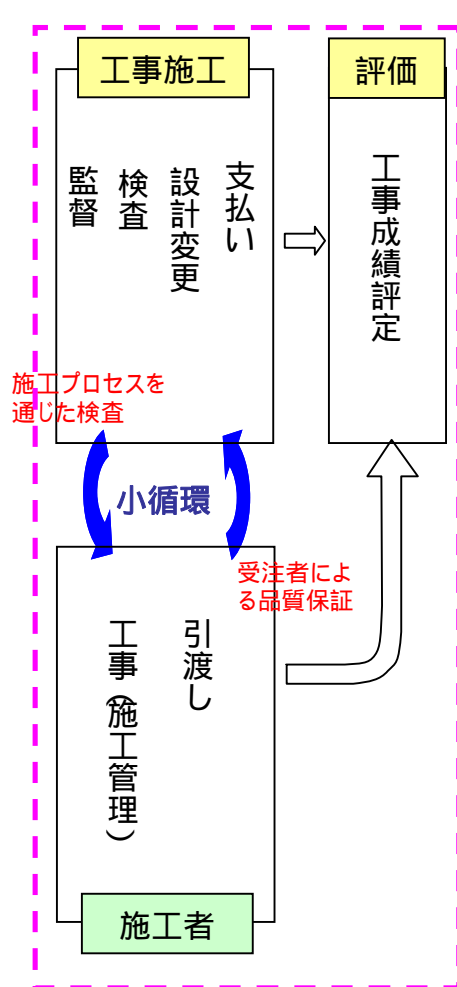 工事施工
評価
支払い
設計変更
検査
監督
工事成績評定
施工プロセスを
通じた検査
小循環
受注者によ
る品質保証
引渡し
工事（施工管理）
施工者